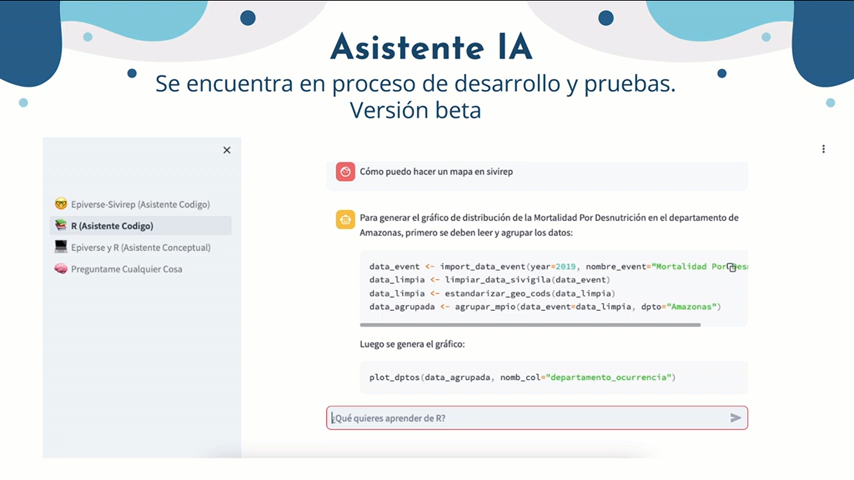 Asistente IA
Se encuentra en proceso de desarrollo y pruebas.
Versión beta
Epiverse-Sivirep (Asistente Codigo)
R (Asistente Codigo)
Epiverse y R (Asistente Conceptual)
Preguntame Cualquier Cosa
Cómo puedo hacer un mapa en sivirep
Para generar el gráfico de distribución de la Mortalidad Por Desnutrición en el departamento de
Amazonas, primero se deben leer y agrupar los datos:
data_event <- import_data_event(year=2019, nombre_event="Mortalidad Por Des
data_limpia <- limpiar_data_sivigila(data_event)
data_limpia <- estandarizar_geo_cods(data_limpia)
data_agrupada <- agrupar_mpio(data_event=data_limpia, dpto="Amazonas")
Luego se genera el gráfico:
plot_dptos(data_agrupada, nomb_col="departamento_ocurrencia")
¿Qué quieres aprender de R?